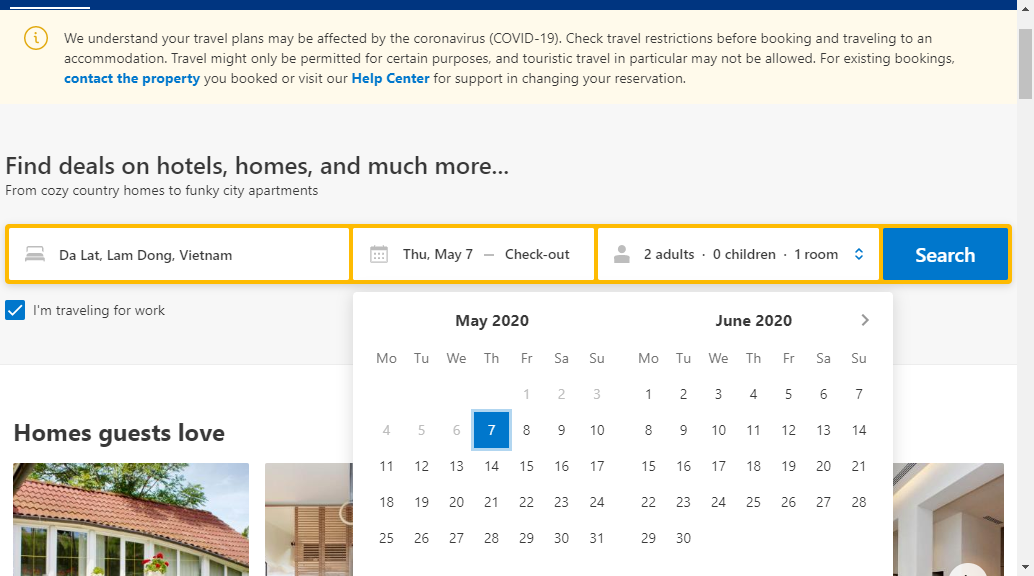 We understand your travel plans may be affected by the coronavirus (COVID-19). Check travel restrictions before booking and traveling to an
accommodation. Travel might only be permitted for certain purposes, and touristic travel in particular may not be allowed. For existing bookings,
contact the property you booked or visit our Help Center for support in changing your reservation.
Find deals on hotels, homes, and much more...
From cozy country homes to funky city apartments
Da Lat, Lam Dong, Vietnam
Thu, May 7 — Check-out
2 adults · 0 children · 1 room
Search
I'm traveling for work
May 2020
Mo Tu We Th Fr Sa Su
1 2 3
4 5 6 7 8 9 10
11 12 13 14 15 16 17
18 19 20 21 22 23 24
25 26 27 28 29 30 31
June 2020
Mo Tu We Th Fr Sa Su
1 2 3 4 5 6 7
8 9 10 11 12 13 14
15 16 17 18 19 20 21
22 23 24 25 26 27 28
29 30
Homes guests love